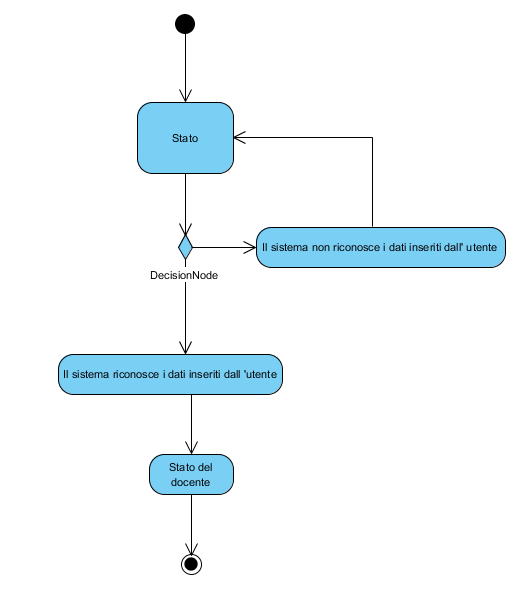 Stato
Il sistema non riconosce i dati inseriti dall' utente
DecisionNode
Il sistema riconosce i dati inseriti dall 'utente
Stato del
docente